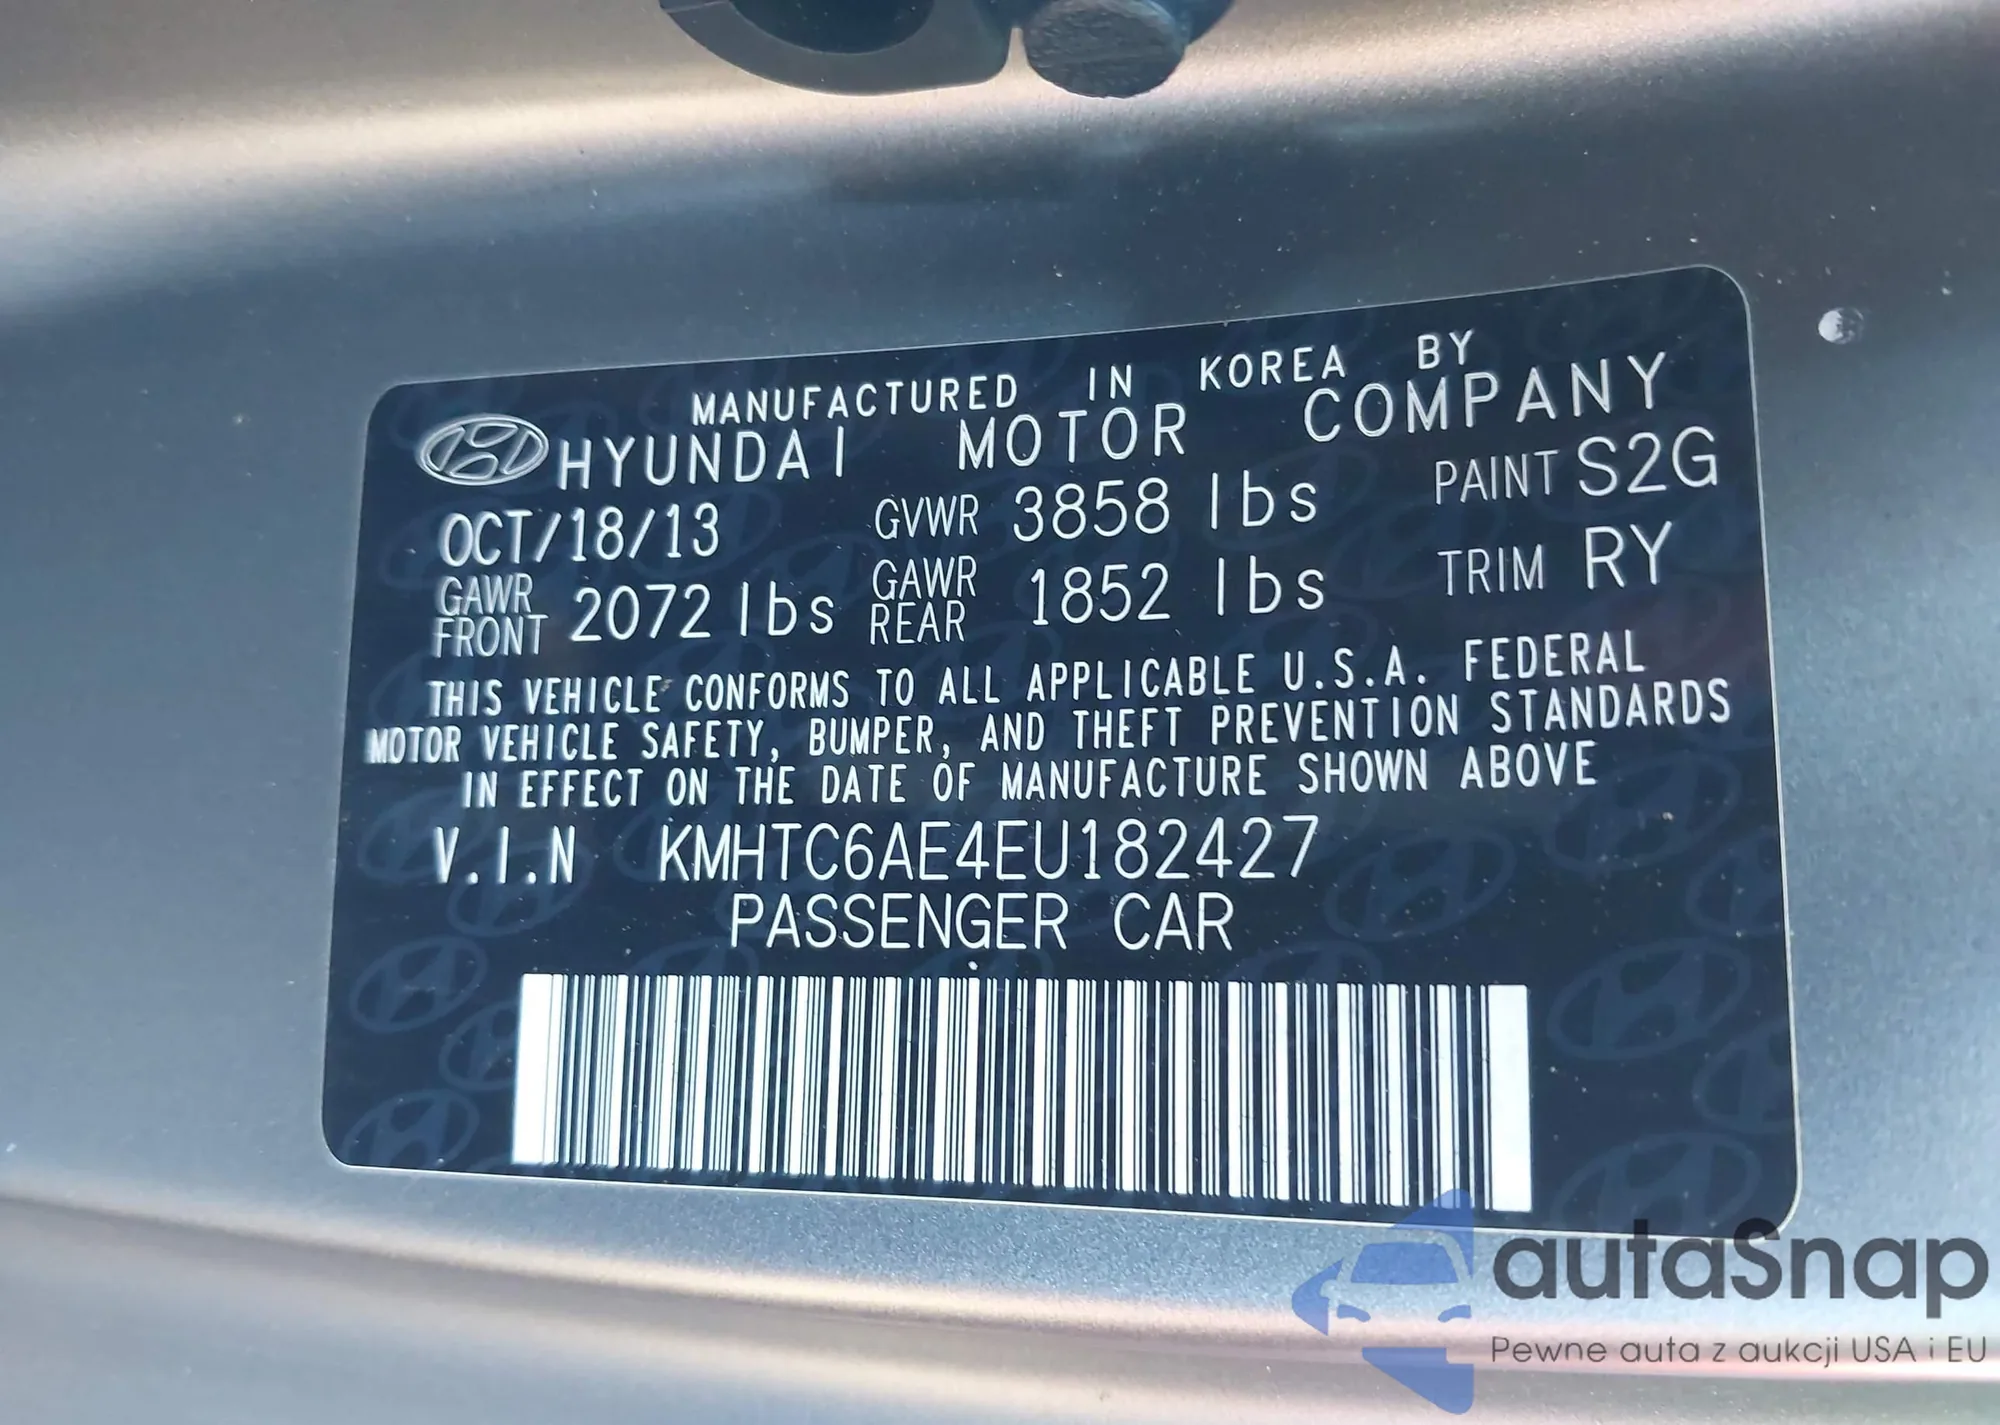 MANUFACTURED IN KOREA BY
HYUNDAI MOTOR COMPANY
OCT/18/13 GVWR 3858 lbs PAINT S2G
GAWR FRONT 2072 lbs GAWR REAR 1852 lbs TRIM RY
THIS VEHICLE CONFORMS TO ALL APPLICABLE U.S.A. FEDERAL
MOTOR VEHICLE SAFETY, BUMPER, AND THEFT PREVENTION STANDARDS
IN EFFECT ON THE DATE OF MANUFACTURE SHOWN ABOVE
V.I.N KMHTC6AE4EU182427
PASSENGER CAR
autaSnap
Pewne auta z aukcji USA i EU